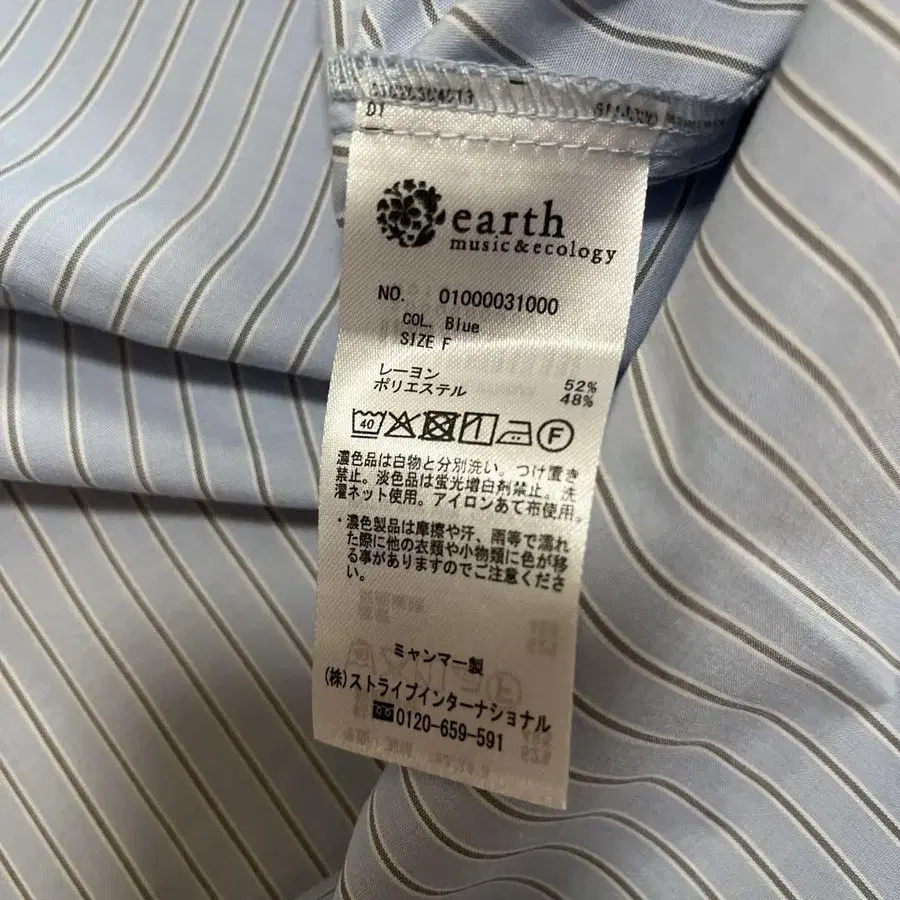 D1
earth
music&ecology
NO. 01000031000
COL. Blue
SIZE F
レーヨン 52%
ポリエステル 48%
40 F
濃色品は白物と分別洗い。つけ置き
禁止。淡色品は蛍光増白剤禁止。洗
濯ネット使用。アイロンあて布使用。
・濃色製品は摩擦や汗、雨等で濡れ
た際に他の衣類や小物類に色が移
る事がありますのでご注意くださ
い。
ミャンマー製
(株)ストライプインターナショナル
0120-659-591